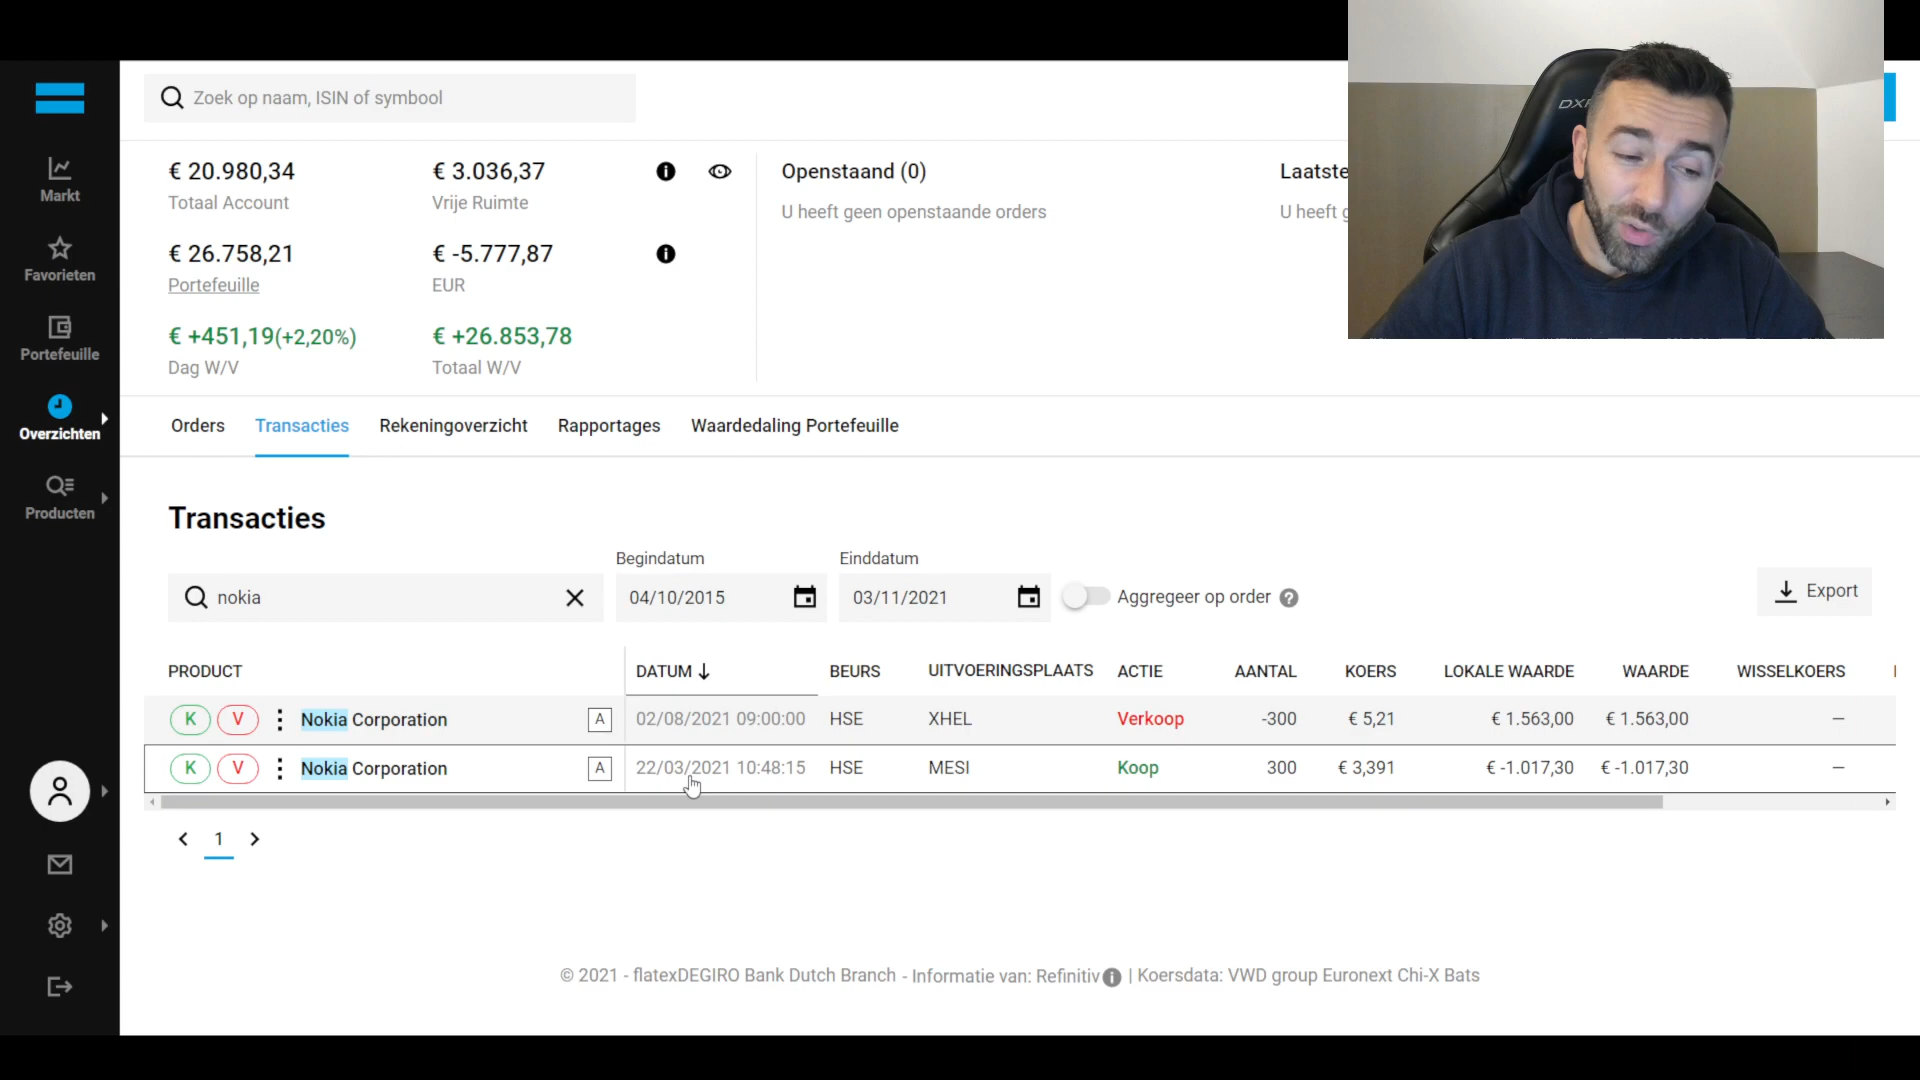 Zoek op naam, ISIN of symbool
Markt
Favorieten
Portefeuille
Overzichten
Producten
€ 20.980,34
Totaal Account
€ 3.036,37
Vrije Ruimte
€ 26.758,21
Portefeuille
€ -5.777,87
EUR
€ +451,19(+2,20%)
Dag W/V
€ +26.853,78
Totaal W/V
Openstaand (0)
U heeft geen openstaande orders
Laatste
U heeft
Orders Transacties Rekeningoverzicht Rapportages Waardedaling Portefeuille
Transacties
Begindatum Einddatum
nokia 04/10/2015 03/11/2021 Aggregeer op order Export
PRODUCT DATUM BEURS UITVOERINGSPLAATS ACTIE AANTAL KOERS LOKALE WAARDE WAARDE WISSELKOERS
K V Nokia Corporation A 02/08/2021 09:00:00 HSE XHEL Verkoop -300 € 5,21 € 1.563,00 € 1.563,00 —
K V Nokia Corporation A 22/03/2021 10:48:15 HSE MESI Koop 300 € 3,391 € -1.017,30 € -1.017,30 —
1
© 2021 - flatexDEGIRO Bank Dutch Branch - Informatie van: Refinitiv | Koersdata: VWD group Euronext Chi-X Bats